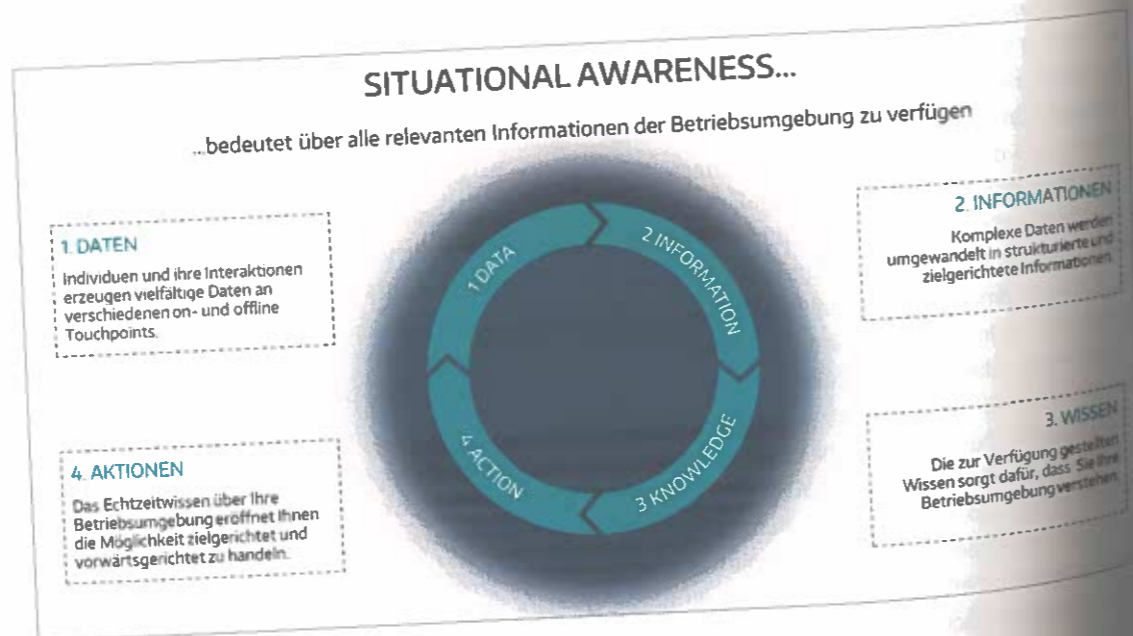 SITUATIONAL AWARENESS...
...bedeutet über alle relevanten Informationen der Betriebsumgebung zu verfügen
1. DATEN
Individuen und ihre Interaktionen
erzeugen vielfältige Daten an
verschiedenen on- und offline
Touchpoints.
2. INFORMATIONEN
Komplexe Daten werden
umgewandelt in strukturierte und
zielgerichtete Informationen.
1 DATA
2 INFORMATION
3 KNOWLEDGE
4 ACTION
3. WISSEN
Die zur Verfügung gestellten
Wissen sorgt dafür, dass Sie Ihre
Betriebsumgebung verstehen.
4. AKTIONEN
Das Echtzeitwissen über Ihre
Betriebsumgebung eröffnet Ihnen
die Möglichkeit zielgerichtet und
vorwärtsgerichtet zu handeln.